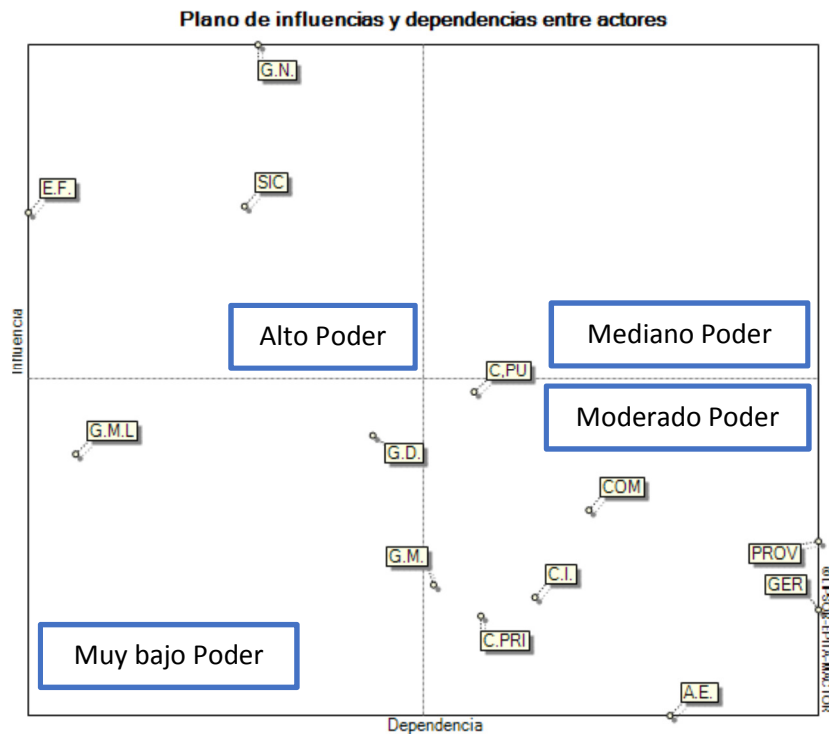 Plano de influencias y dependencias entre actores
G.N.
E.F.
SIC
Alto Poder
Mediano Poder
Influencia
C,PU
Moderado Poder
G.M.L
G.D.
COM
G.M.
PROV
C.I.
GER
C.PRI
Muy bajo Poder
A.E.
Dependencia